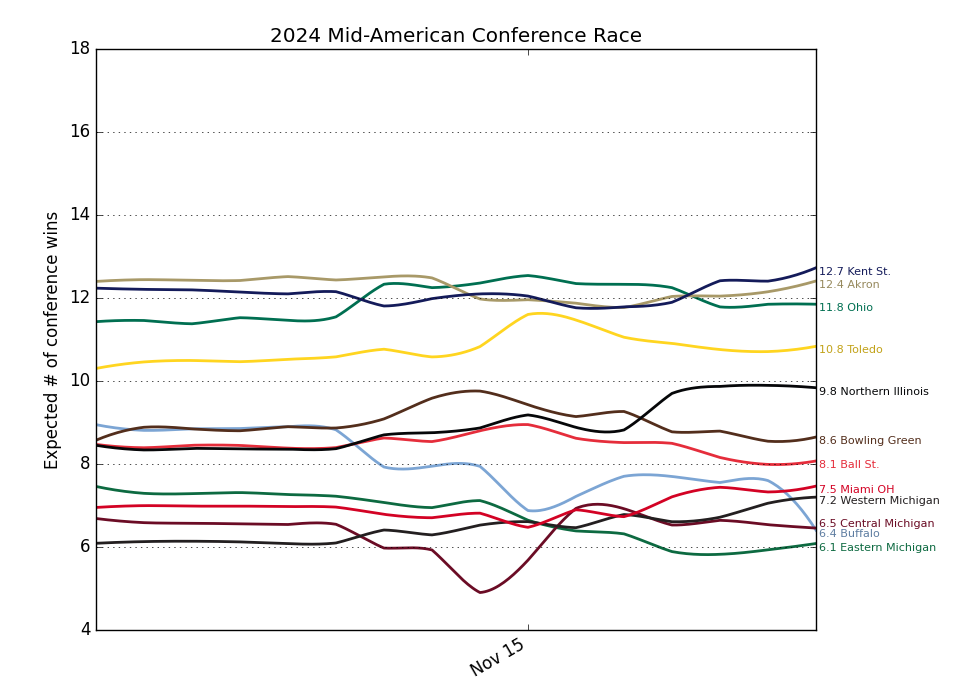 2024 Mid-American Conference Race
Expected # of conference wins
18
16
14
12
10
8
6
4
Nov 15
12.7 Kent St.
12.4 Akron
11.8 Ohio
10.8 Toledo
9.8 Northern Illinois
8.6 Bowling Green
8.1 Ball St.
7.5 Miami OH
7.2 Western Michigan
6.5 Central Michigan
6.4 Buffalo
6.1 Eastern Michigan